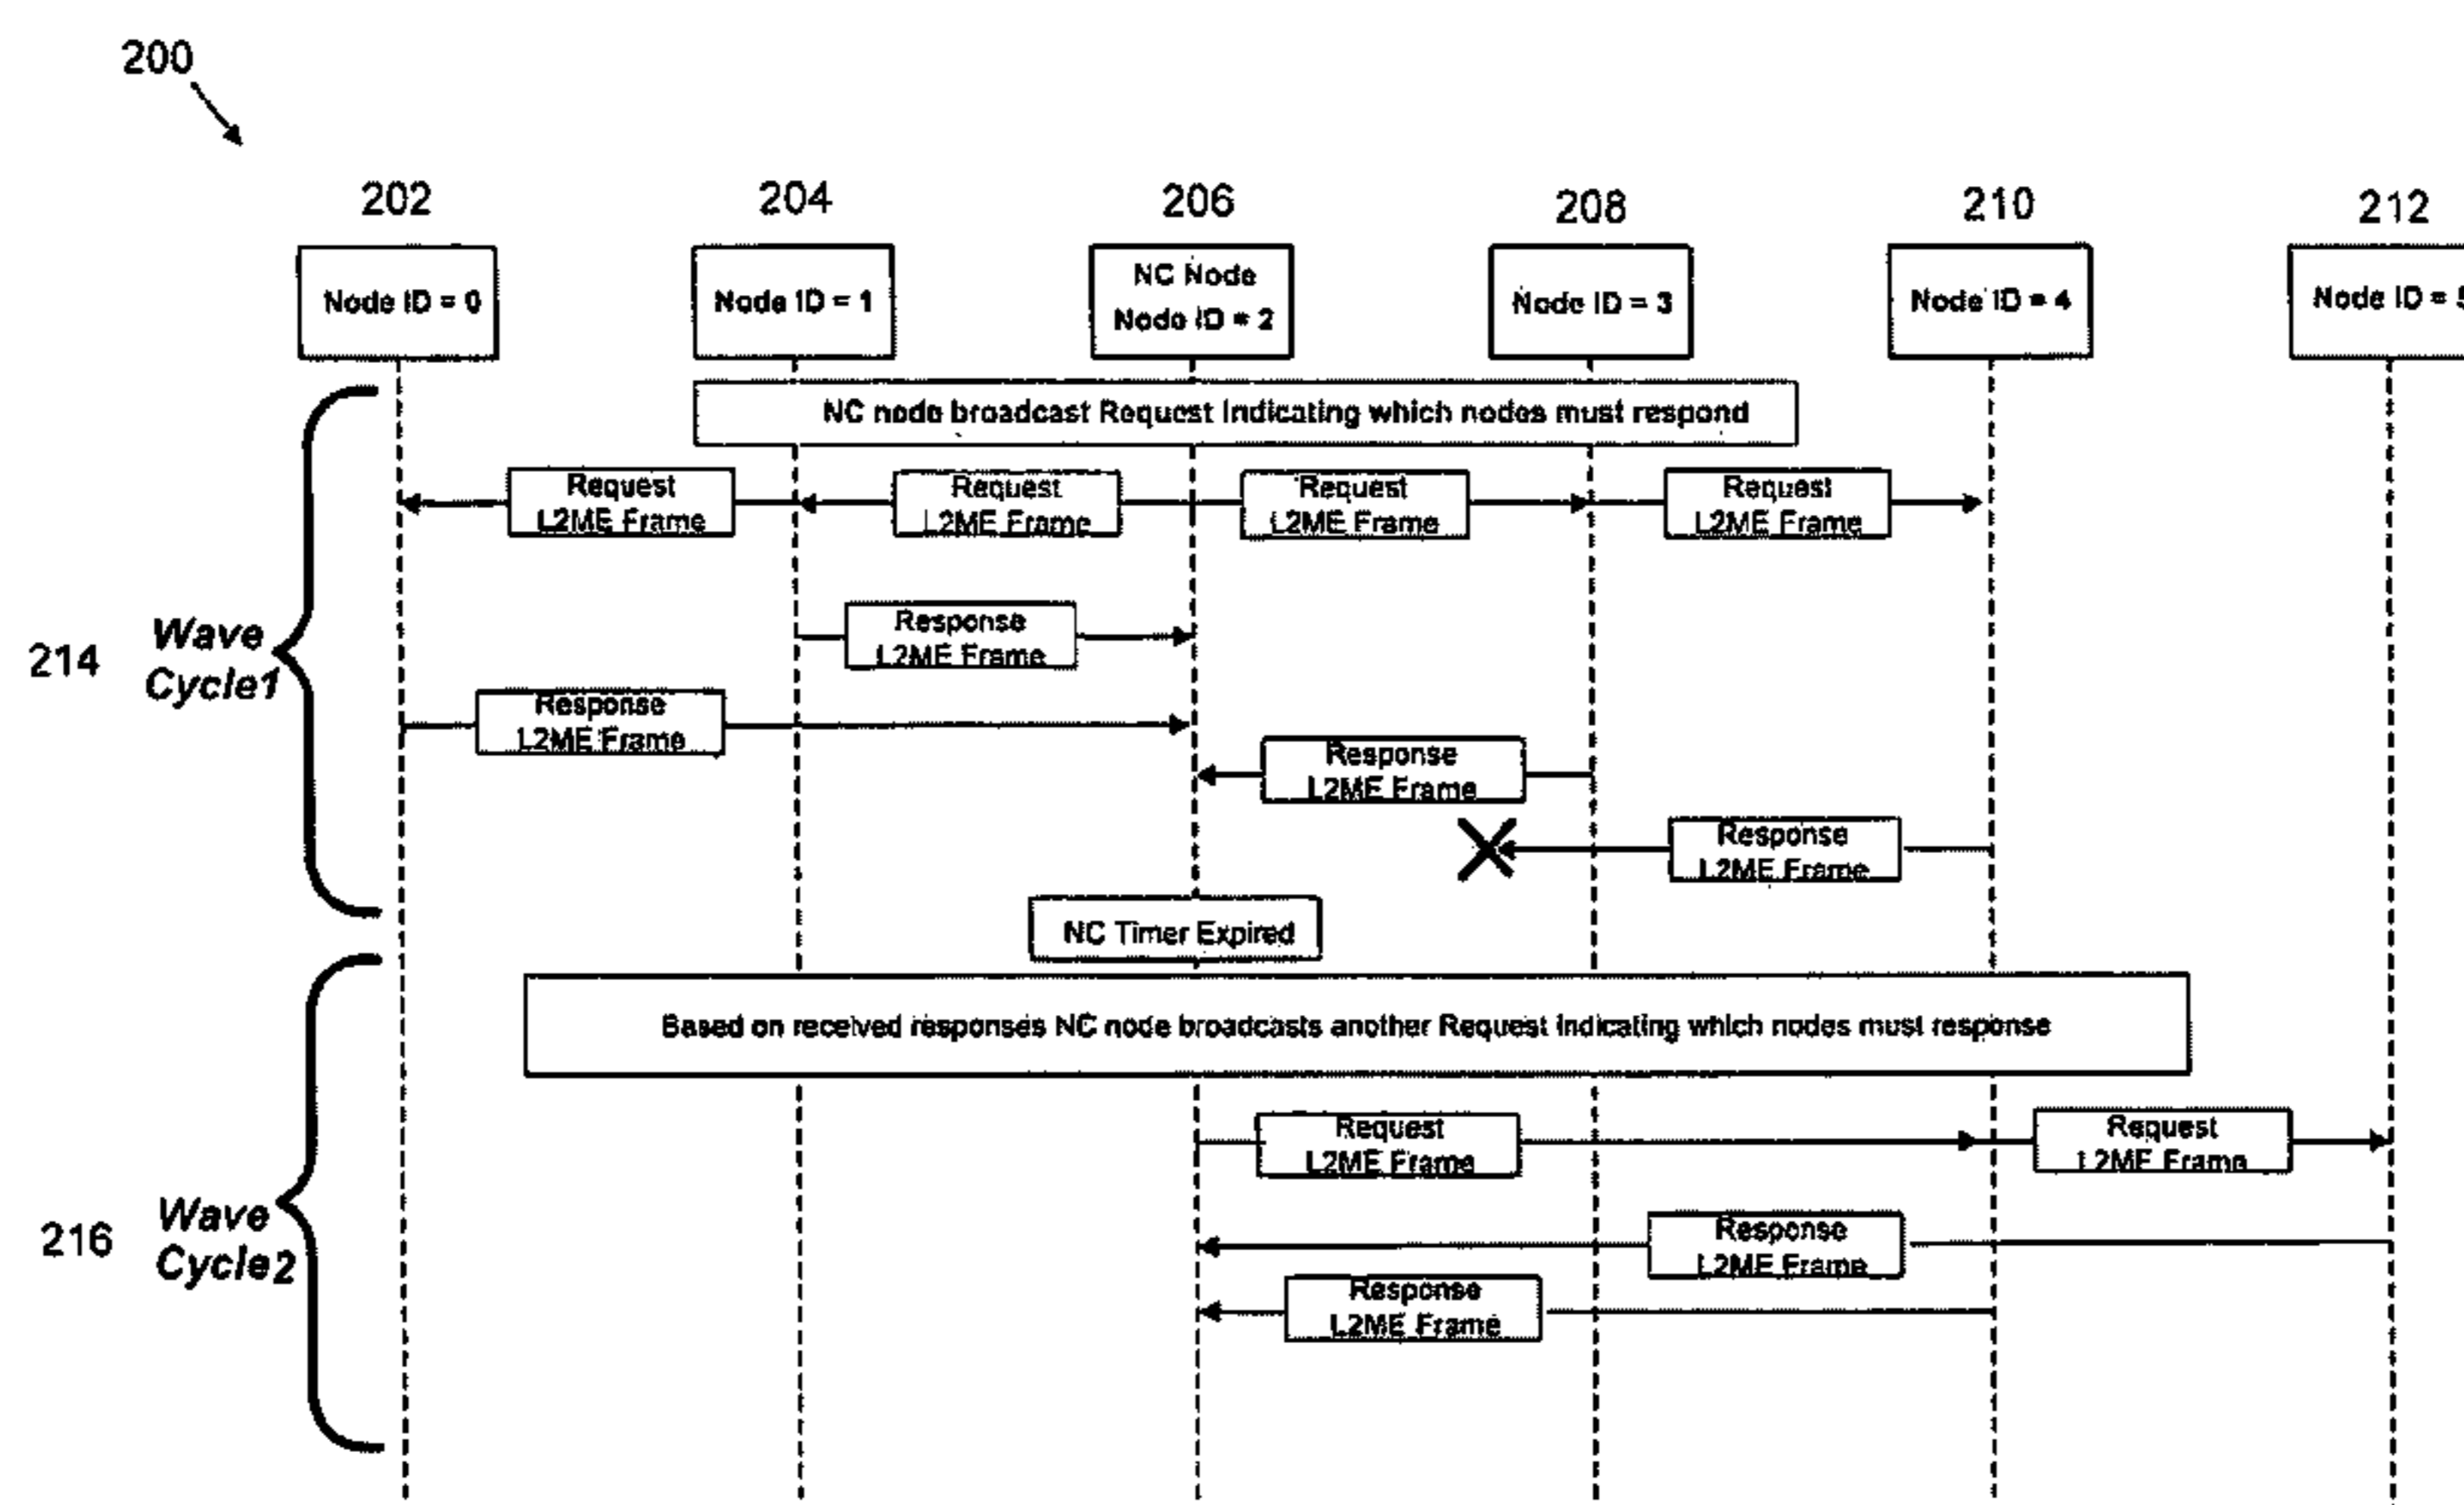 200
202
204
206
208
210
212
Node ID = 0
Node ID = 1
NC Node
Node ID = 2
Node ID = 3
Node ID = 4
Node ID =
NC node broadcast Request Indicating which nodes must respond
Request
L2ME Frame
Request
L2ME Frame
Request
L2ME Frame
Request
L2ME Frame
Response
L2ME Frame
214
Wave
Cycle1
Response
L2ME Frame
Response
L2ME Frame
Response
L2ME Frame
NC Timer Expired
Based on received responses NC node broadcasts another Request Indicating which nodes must response
Request
L2ME Frame
Request
L2ME Frame
216
Wave
Cycle2
Response
L2ME Frame
Response
L2ME Frame